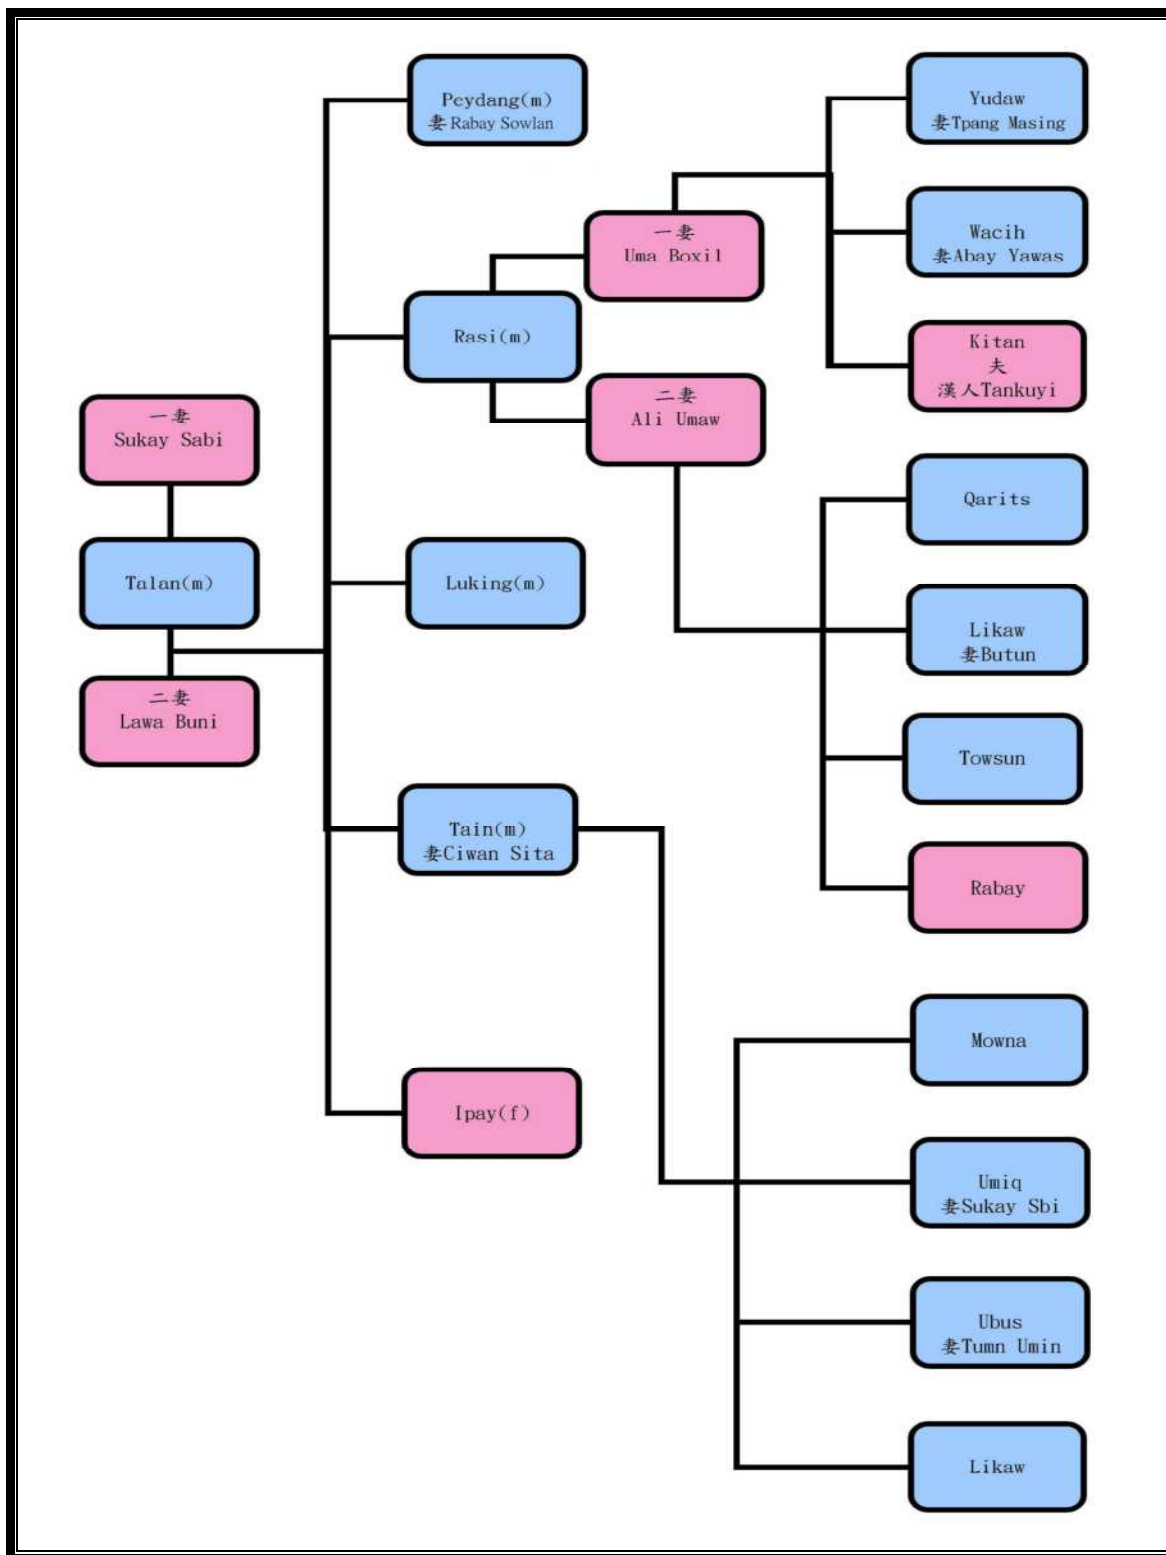 一妻
Sukay Sabi
Talan(m)
二妻
Lawa Buni
Peydang(m)
妻Rabay Sowlan
Rasi(m)
Luking(m)
Tain(m)
妻Ciwan Sita
Ipay(f)
一妻
Uma Boxil
二妻
Ali Umaw
Yudaw
妻Tpang Masing
Wacih
妻Abay Yawas
Kitan
夫
漢人Tankuyi
Qarits
Likaw
妻Butun
Towsun
Rabay
Mowna
Umiq
妻Sukay Sbi
Ubus
妻Tumn Umin
Likaw